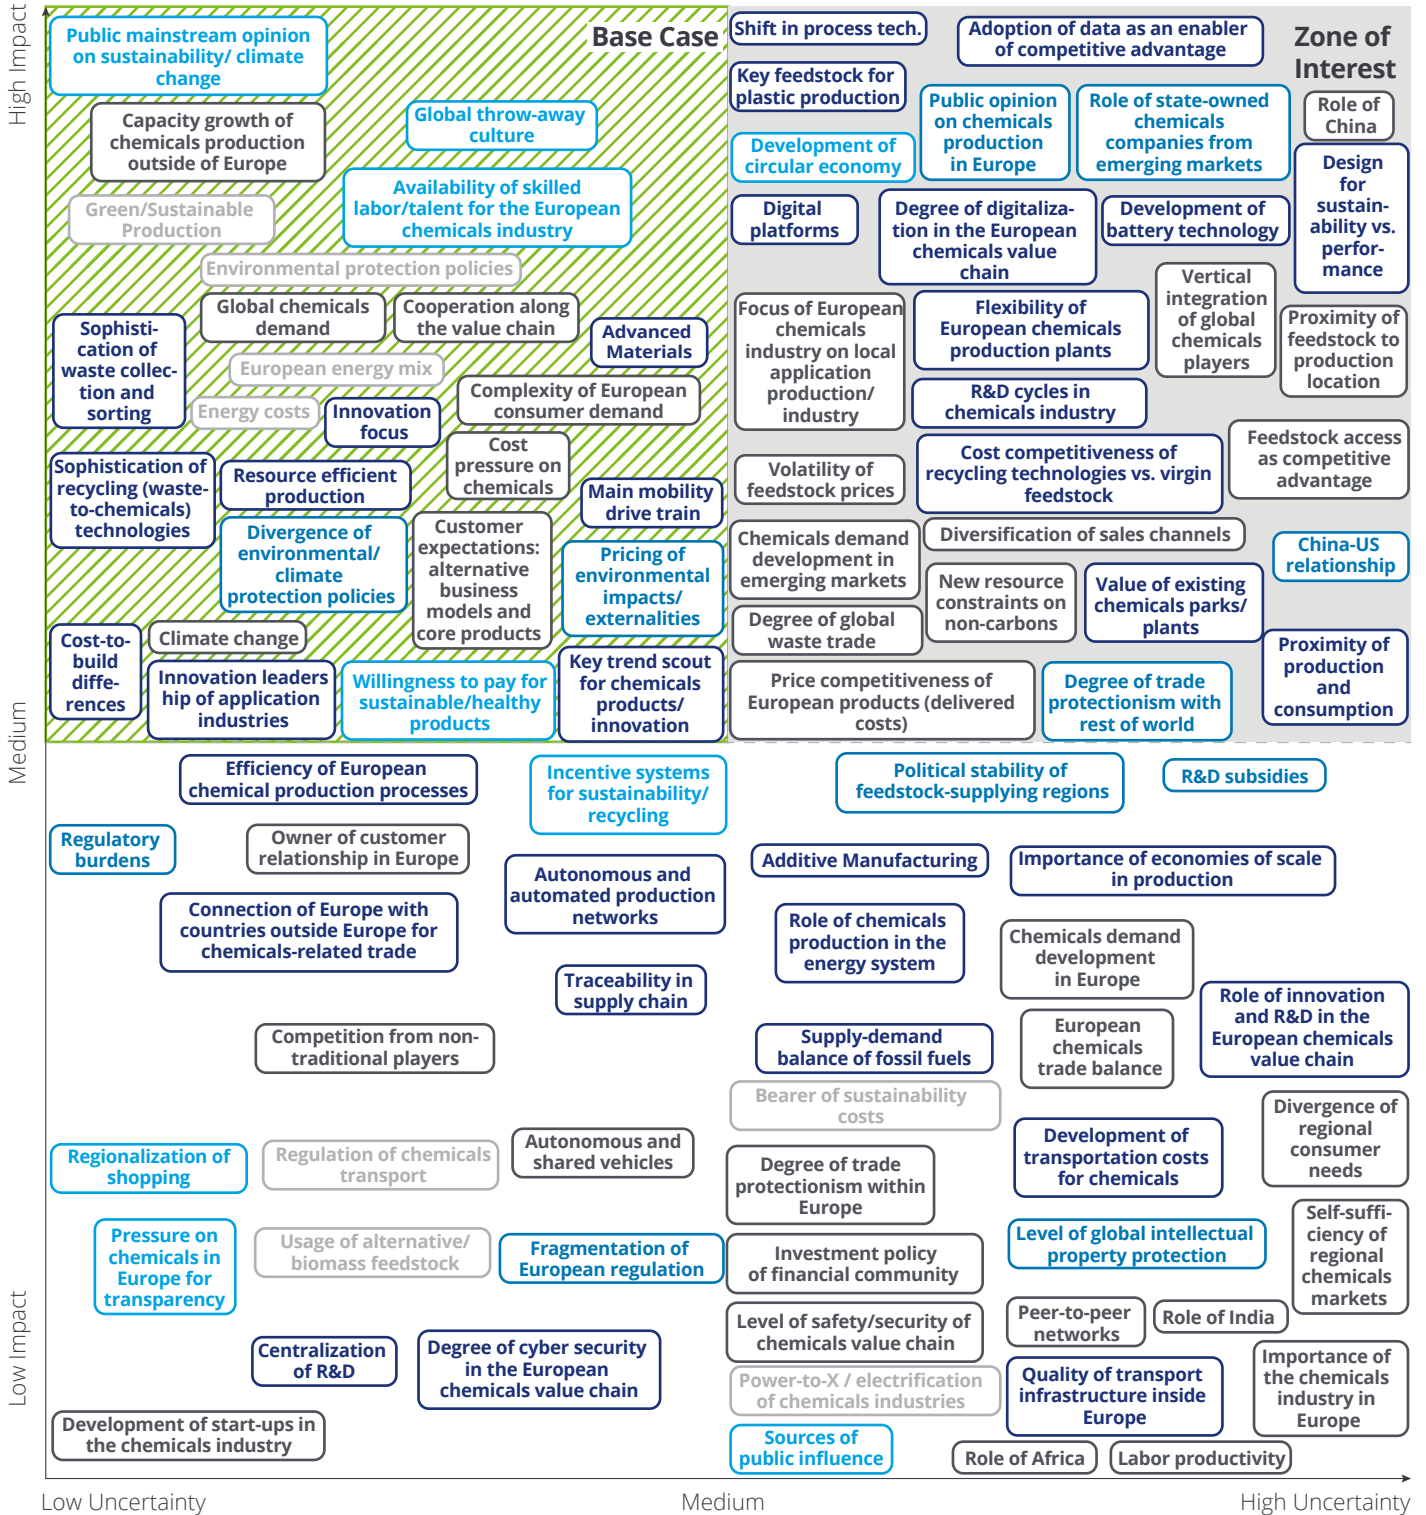 High Impact
Medium
Low Impact
Base Case
Public mainstream opinion
on sustainability/ climate
change
Capacity growth of
chemicals production
outside of Europe
Global throw-away
culture
Green/Sustainable
Production
Availability of skilled
labor/talent for the European
chemicals industry
Environmental protection policies
Global chemicals
demand
Cooperation along
the value chain
Sophisti-
cation of
waste collec-
tion and
sorting
Advanced
Materials
European energy mix
Energy costs
Innovation
focus
Complexity of European
consumer demand
Cost
pressure on
chemicals
Sophistication of
recycling (waste-
to-chemicals)
technologies
Resource efficient
production
Main mobility
drive train
Divergence of
environmental/
climate
protection policies
Customer
expectations:
alternative
business
models and
core products
Pricing of
environmental
impacts/
externalities
Cost-to-
build
diffe-
rences
Climate change
Innovation leaders
hip of application
industries
Willingness to pay for
sustainable/healthy
products
Key trend scout
for chemicals
products/
innovation
Zone of
Interest
Shift in process tech.
Adoption of data as an enabler
of competitive advantage
Key feedstock for
plastic production
Public opinion
on chemicals
production
in Europe
Role of state-owned
chemicals
companies from
emerging markets
Role of
China
Development of
circular economy
Design
for
sustain-
ability vs.
perfor-
mance
Digital
platforms
Degree of digitaliza-
tion in the European
chemicals value
chain
Development of
battery technology
Vertical
integration
of global
chemicals
players
Focus of European
chemicals
industry on local
application
production/
industry
Flexibility of
European chemicals
production plants
Proximity of
feedstock to
production
location
R&D cycles in
chemicals industry
Feedstock access
as competitive
advantage
Cost competitiveness of
recycling technologies vs. virgin
feedstock
Volatility of
feedstock prices
Chemicals demand
development in
emerging markets
Diversification of sales channels
China-US
relationship
New resource
constraints on
non-carbons
Value of existing
chemicals parks/
plants
Degree of global
waste trade
Proximity of
production
and
consumption
Price competitiveness of
European products (delivered
costs)
Degree of trade
protectionism with
rest of world
Efficiency of European
chemical production processes
Incentive systems
for sustainability/
recycling
Regulatory
burdens
Owner of customer
relationship in Europe
Autonomous and
automated production
networks
Connection of Europe with
countries outside Europe for
chemicals-related trade
Traceability in
supply chain
Competition from non-
traditional players
Regionalization of
shopping
Regulation of chemicals
transport
Autonomous and
shared vehicles
Pressure on
chemicals in
Europe for
transparency
Usage of alternative/
biomass feedstock
Fragmentation of
European regulation
Centralization
of R&D
Degree of cyber security
in the European
chemicals value chain
Development of start-ups in
the chemicals industry
Political stability of
feedstock-supplying regions
R&D subsidies
Additive Manufacturing
Importance of economies of scale
in production
Role of chemicals
production in the
energy system
Chemicals demand
development
in Europe
Role of innovation
and R&D in the
European chemicals
value chain
Supply-demand
balance of fossil fuels
European
chemicals
trade balance
Bearer of sustainability
costs
Divergence of
regional
consumer
needs
Development of
transportation costs
for chemicals
Degree of trade
protectionism within
Europe
Self-suffi-
ciency of
regional
chemicals
markets
Level of global intellectual
property protection
Investment policy
of financial community
Level of safety/security of
chemicals value chain
Peer-to-peer
networks
Role of India
Power-to-X / electrification
of chemicals industries
Quality of transport
infrastructure inside
Europe
Importance of
the chemicals
industry in
Europe
Sources of
public influence
Role of Africa
Labor productivity
Low Uncertainty
Medium
High Uncertainty